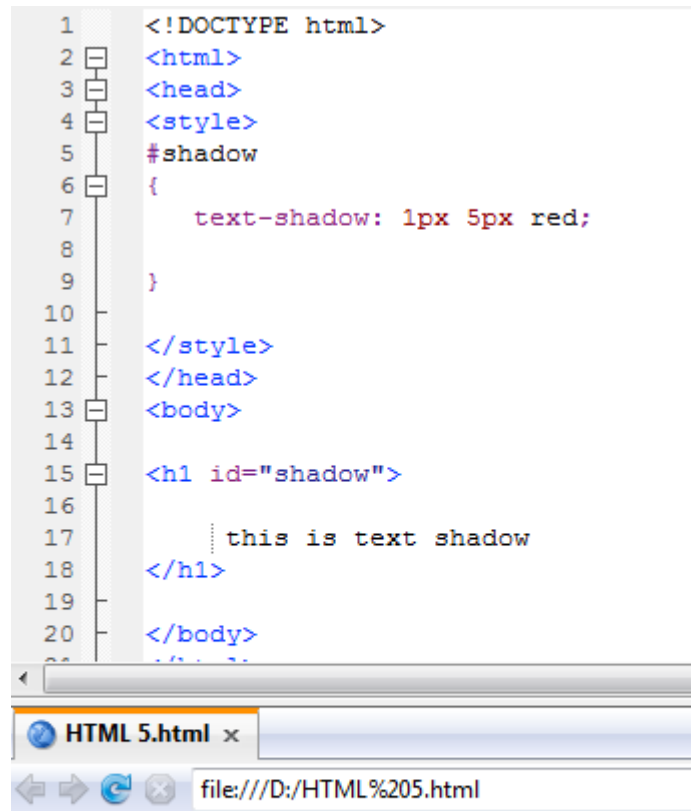 1 <!DOCTYPE html>
2 <html>
3 <head>
4 <style>
5 #shadow
6 {
7 text-shadow: 1px 5px red;
8
9 }
10
11 </style>
12 </head>
13 <body>
14
15 <h1 id="shadow">
16
17 this is text shadow
18 </h1>
19
20 </body>
HTML 5.html ×
file:///D:/HTML%205.html